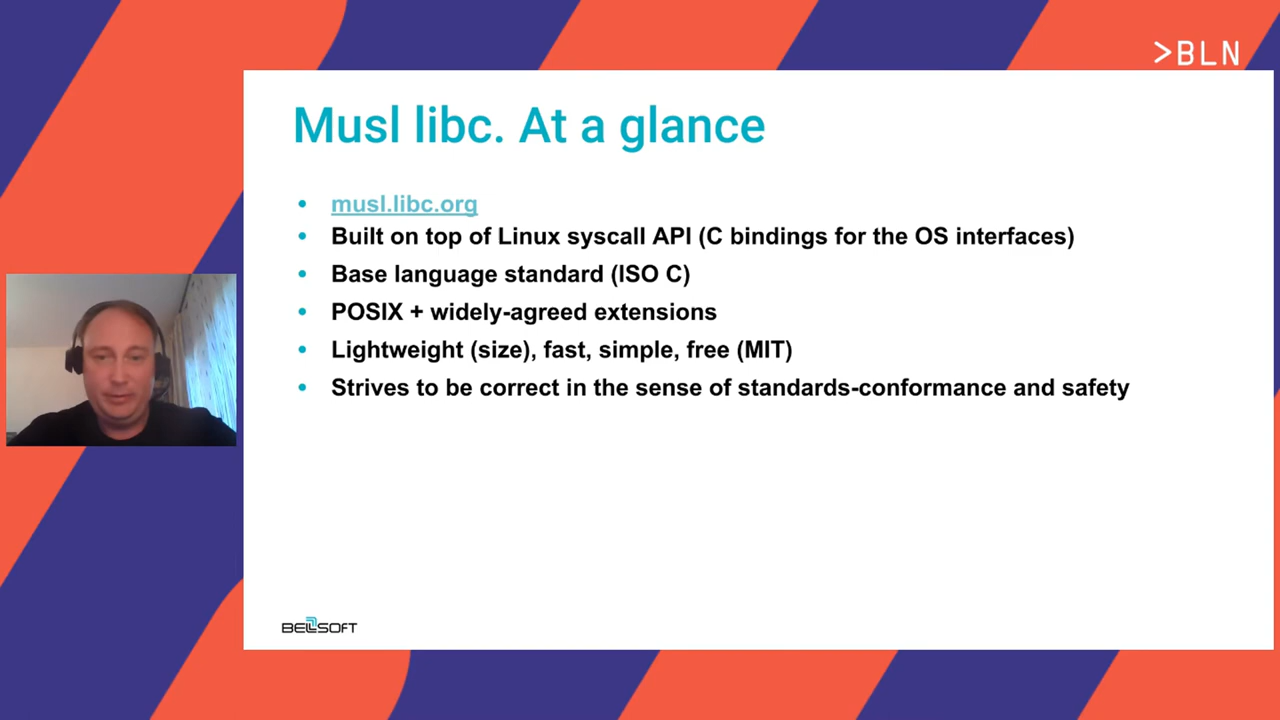 >BLN
Musl libc. At a glance
musl.libc.org
Built on top of Linux syscall API (C bindings for the OS interfaces)
Base language standard (ISO C)
POSIX + widely-agreed extensions
Lightweight (size), fast, simple, free (MIT)
Strives to be correct in the sense of standards-conformance and safety
BELLSOFT